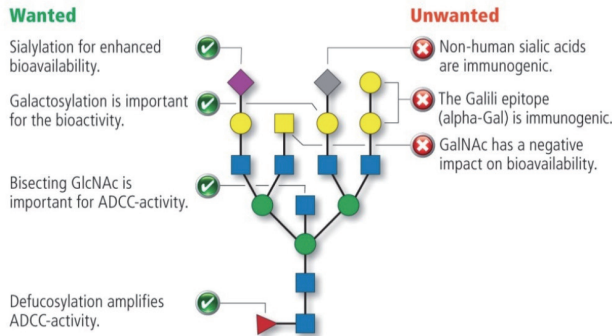 Wanted
Sialylation for enhanced
bioavailability.
Galactosylation is important
for the bioactivity.
Bisecting GlcNAc is
important for ADCC-activity.
Defucosylation amplifies
ADCC-activity.
Unwanted
Non-human sialic acids
are immunogenic.
The Galili epitope
(alpha-Gal) is immunogenic.
GalNAc has a negative
impact on bioavailability.